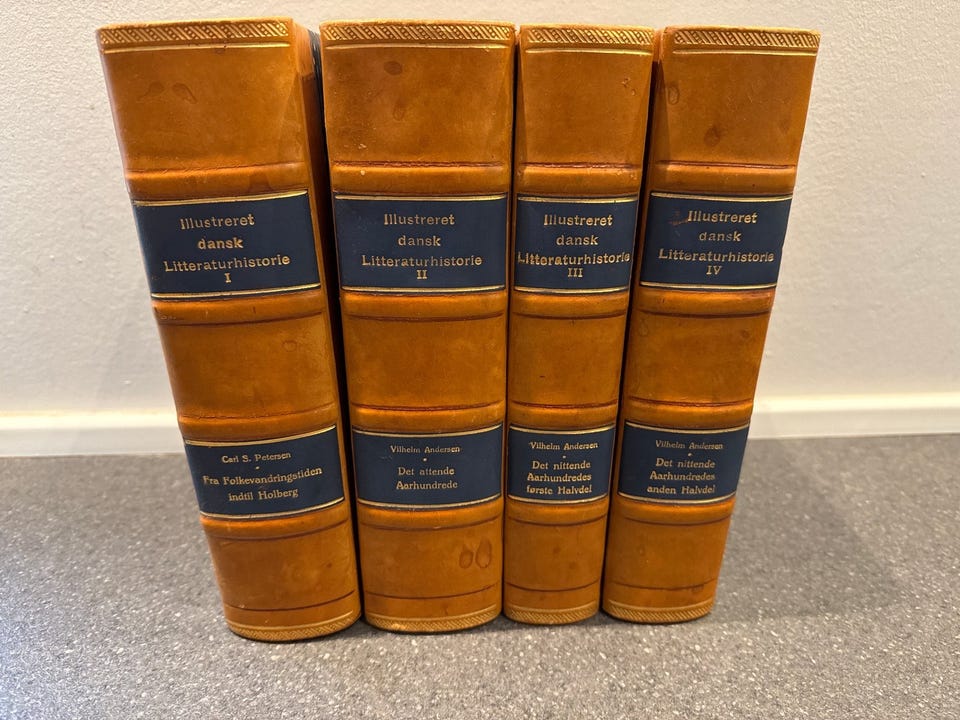 Illustreret
dansk
Litteraturhistorie
I
Carl S. Petersen
Fra Folkevandringstiden
indtil Holberg
Illustreret
dansk
Litteraturhistorie
II
Vilhelm Andersen
Det attende
Aarhundrede
Illustreret
dansk
Litteraturhistorie
III
Vilhelm Andersen
Det nittende
Aarhundredes
første Halvdel
Illustreret
dansk
Litteraturhistorie
IV
Vilhelm Andersen
Det nittende
Aarhundredes
anden Halvdel